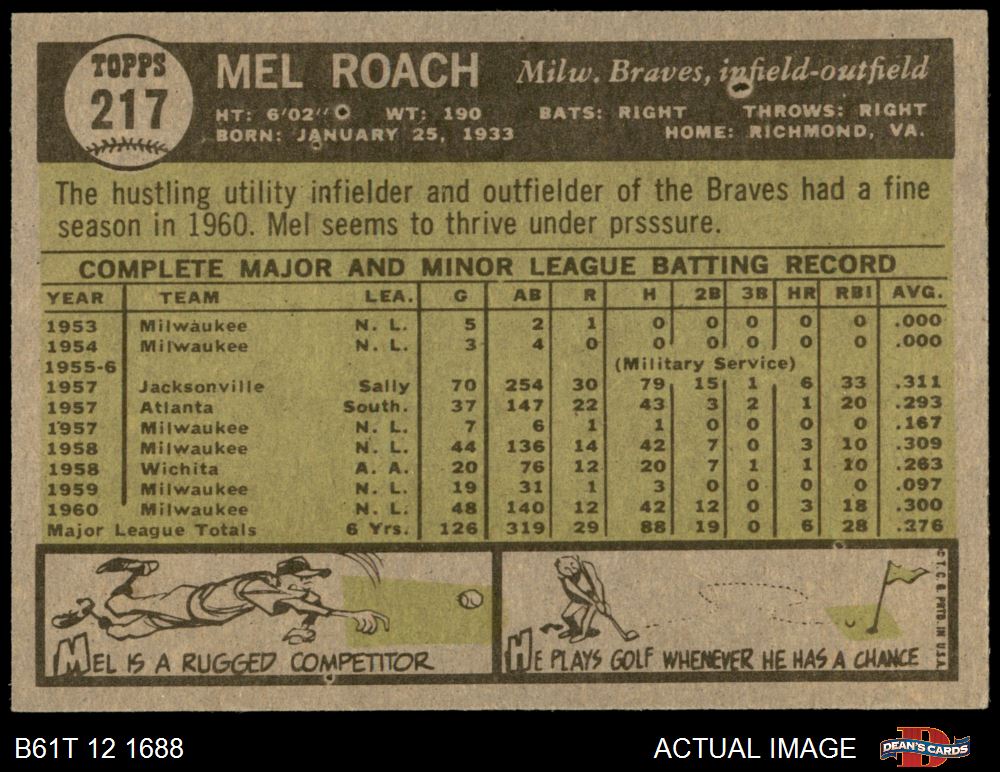 TOPPS
217
MEL ROACH Milw. Braves, infield-outfield
HT: 6'02" WT: 190 BATS: RIGHT THROWS: RIGHT
BORN: JANUARY 25, 1933 HOME: RICHMOND, VA.
The hustling utility infielder and outfielder of the Braves had a fine
season in 1960. Mel seems to thrive under prsssure.
COMPLETE MAJOR AND MINOR LEAGUE BATTING RECORD
YEAR TEAM LEA. G AB R H 2B 3B HR RBI AVG.
1953 Milwaukee N. L. 5 2 1 0 0 0 0 0 .000
1954 Milwaukee N. L. 3 4 0 0 0 0 0 0 .000
1955-6 (Military Service)
1957 Jacksonville Sally 70 254 30 79 15 1 6 33 .311
1957 Atlanta South. 37 147 22 43 3 2 1 20 .293
1957 Milwaukee N. L. 7 6 1 1 0 0 0 0 .167
1958 Milwaukee N. L. 44 136 14 42 7 0 3 10 .309
1958 Wichita A. A. 20 76 12 20 7 1 1 10 .263
1959 Milwaukee N. L. 19 31 1 3 0 0 0 0 .097
1960 Milwaukee N. L. 48 140 12 42 12 0 3 18 .300
Major League Totals 6 Yrs. 126 319 29 88 19 0 6 28 .276
MEL IS A RUGGED COMPETITOR
HE PLAYS GOLF WHENEVER HE HAS A CHANCE
© T.C.G. PRTD. IN U.S.A.
B61T 12 1688 ACTUAL IMAGE DEAN'S CARDS